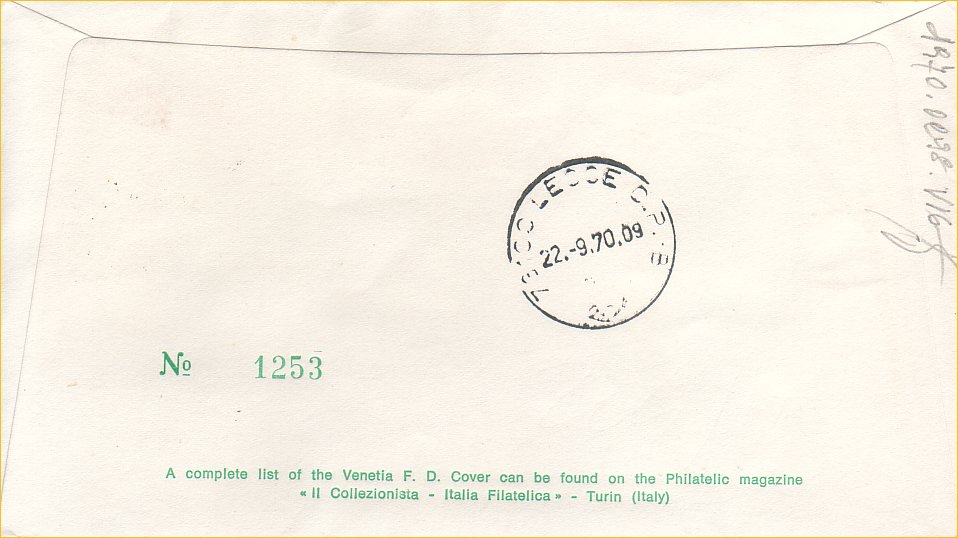 73100 LECCE C.P. - B
22.-9.70.09
№ 1253
A complete list of the Venetia F. D. Cover can be found on the Philatelic magazine
« Il Collezionista - Italia Filatelica » - Turin (Italy)